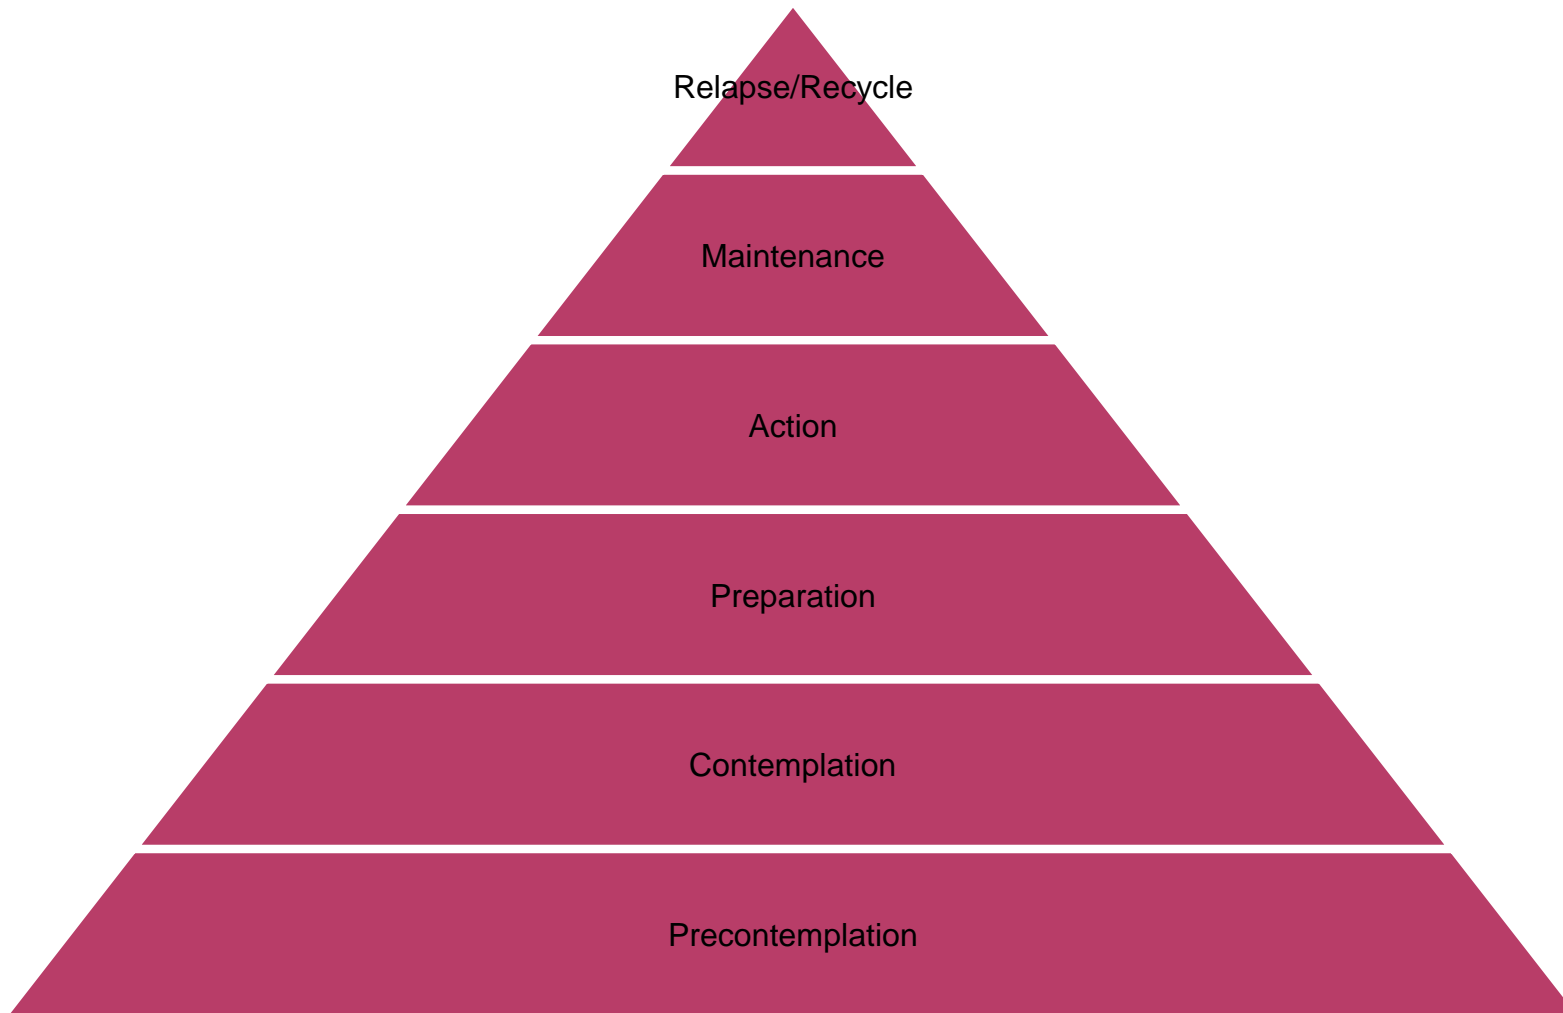 Relapse/Recycle
Maintenance
Action
Preparation
Contemplation
Precontemplation